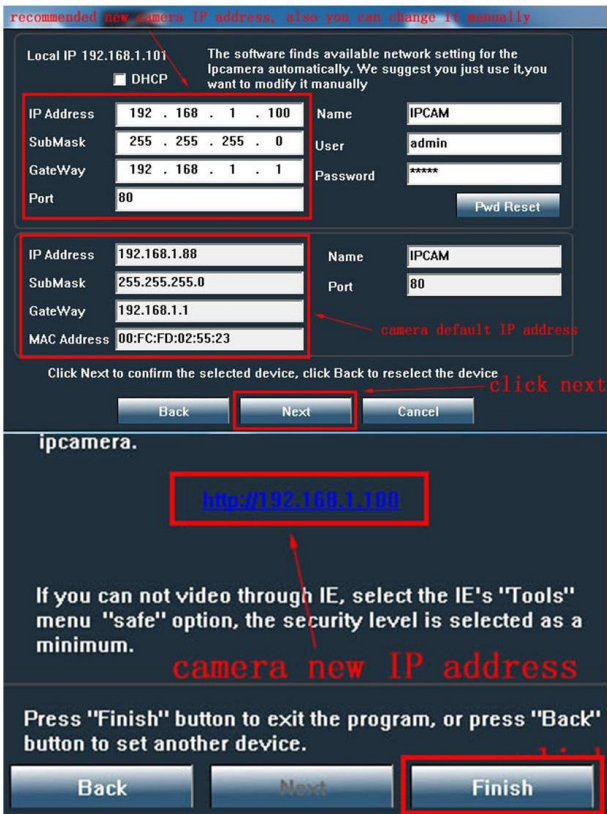 recommended new camera IP address, also you can change it manually
Local IP 192.168.1.101
DHCP
The software finds available network setting for the
Ipcamera automatically. We suggest you just use it,you
want to modify it manually
IP Address 192 . 168 . 1 . 100 Name IPCAM
SubMask 255 . 255 . 255 . 0 User admin
GateWay 192 . 168 . 1 . 1 Password *****
Port 80
Pwd Reset
IP Address 192.168.1.88 Name IPCAM
SubMask 255.255.255.0 Port 80
GateWay 192.168.1.1
camera default IP address
MAC Address 00:FC:FD:02:55:23
Click Next to confirm the selected device, click Back to reselect the device
click next
Back Next Cancel
ipcamera.
http://192.168.1.100
If you can not video through IE, select the IE's "Tools"
menu "safe" option, the security level is selected as a
minimum.
camera new IP address
Press "Finish" button to exit the program, or press "Back"
button to set another device.
Back Next Finish